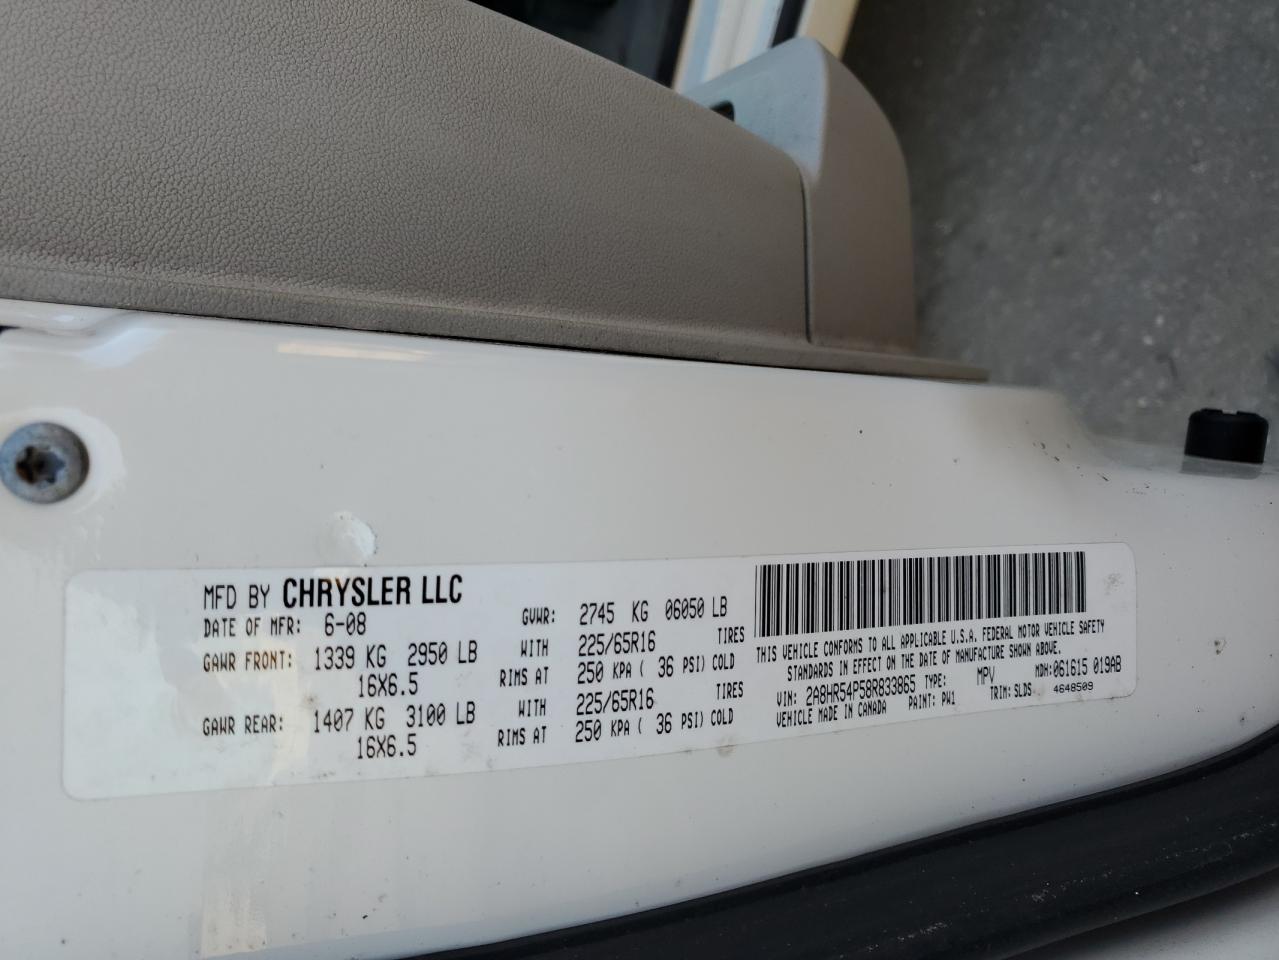 MFD BY CHRYSLER LLC
DATE OF MFR: 6-08 GVWR: 2745 KG 06050 LB
GAWR FRONT: 1339 KG 2950 LB WITH 225/65R16 TIRES
16X6.5 RIMS AT 250 KPA ( 36 PSI) COLD
GAWR REAR: 1407 KG 3100 LB WITH 225/65R16 TIRES
16X6.5 RIMS AT 250 KPA ( 36 PSI) COLD
THIS VEHICLE CONFORMS TO ALL APPLICABLE U.S.A. FEDERAL MOTOR VEHICLE SAFETY
STANDARDS IN EFFECT ON THE DATE OF MANUFACTURE SHOWN ABOVE.
VIN: 2A8HR54P58R833865 TYPE: MPV MDH: 061615 019AB
VEHICLE MADE IN CANADA PAINT: PW1 TRIM: SLDS 4648509